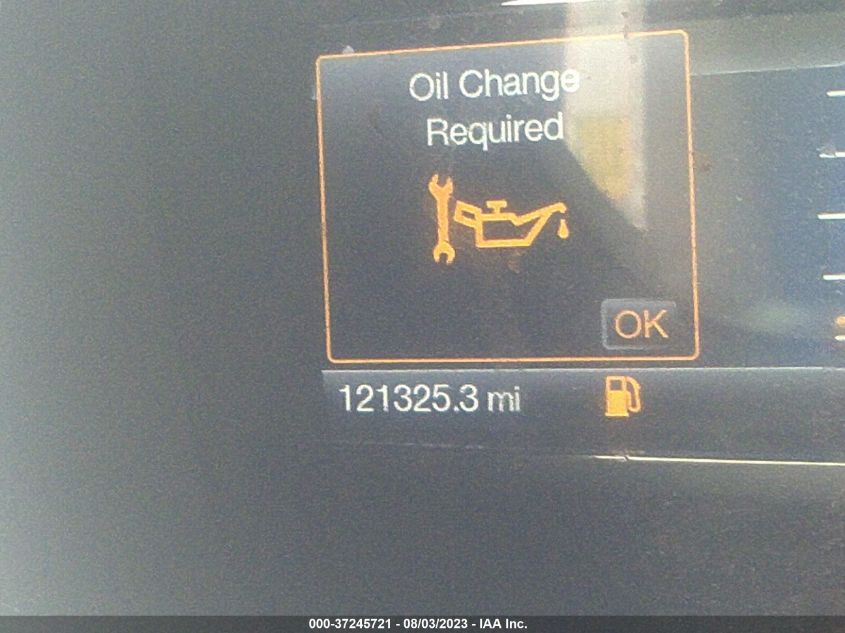 Oil Change
Required
OK
121325.3 mi
000-37245721 - 08/03/2023 - IAA Inc.